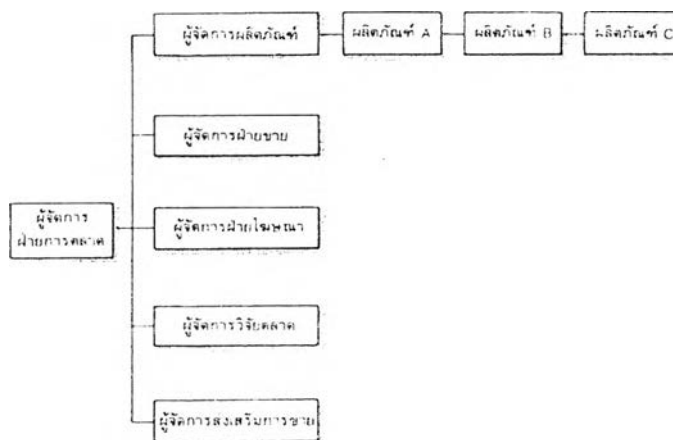 ผู้จัดการผลิตภัณฑ์
ผลิตภัณฑ์ A
ผลิตภัณฑ์ B
ผลิตภัณฑ์ C
ผู้จัดการฝ่ายขาย
ผู้จัดการ
ฝ่ายการตลาด
ผู้จัดการฝ่ายโฆษณา
ผู้จัดการวิจัยตลาด
ผู้จัดการส่งเสริมการขาย